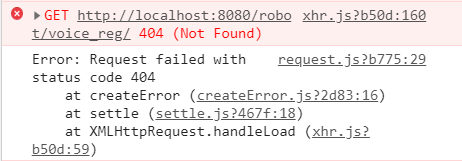 GET http://localhost:8080/robo xhr.js?b50d:160
t/voice_reg/ 404 (Not Found)
Error: Request failed with request.js?b775:29
status code 404
at createError (createError.js?2d83:16)
at settle (settle.js?467f:18)
at XMLHttpRequest.handleLoad (xhr.js?
b50d:59)